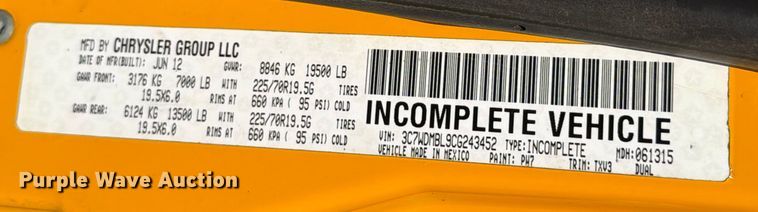 MFD BY CHRYSLER GROUP LLC
DATE OF MFR(BUILT): JUN 12 GVWR: 8846 KG 19500 LB
GAWR FRONT: 3176 KG 7000 LB WITH 225/70R19.5G TIRES
19.5X6.0 RIMS AT 660 KPA ( 95 PSI) COLD
GAWR REAR: 6124 KG 13500 LB WITH 225/70R19.5G TIRES
19.5X6.0 RIMS AT 660 KPA ( 95 PSI) COLD
INCOMPLETE VEHICLE
VIN: 3C7WDMBL9CG243452 TYPE:INCOMPLETE MDH:061315
VEHICLE MADE IN MEXICO PAINT: PW7 TRIM: TXV3 DUAL
Purple Wave Auction